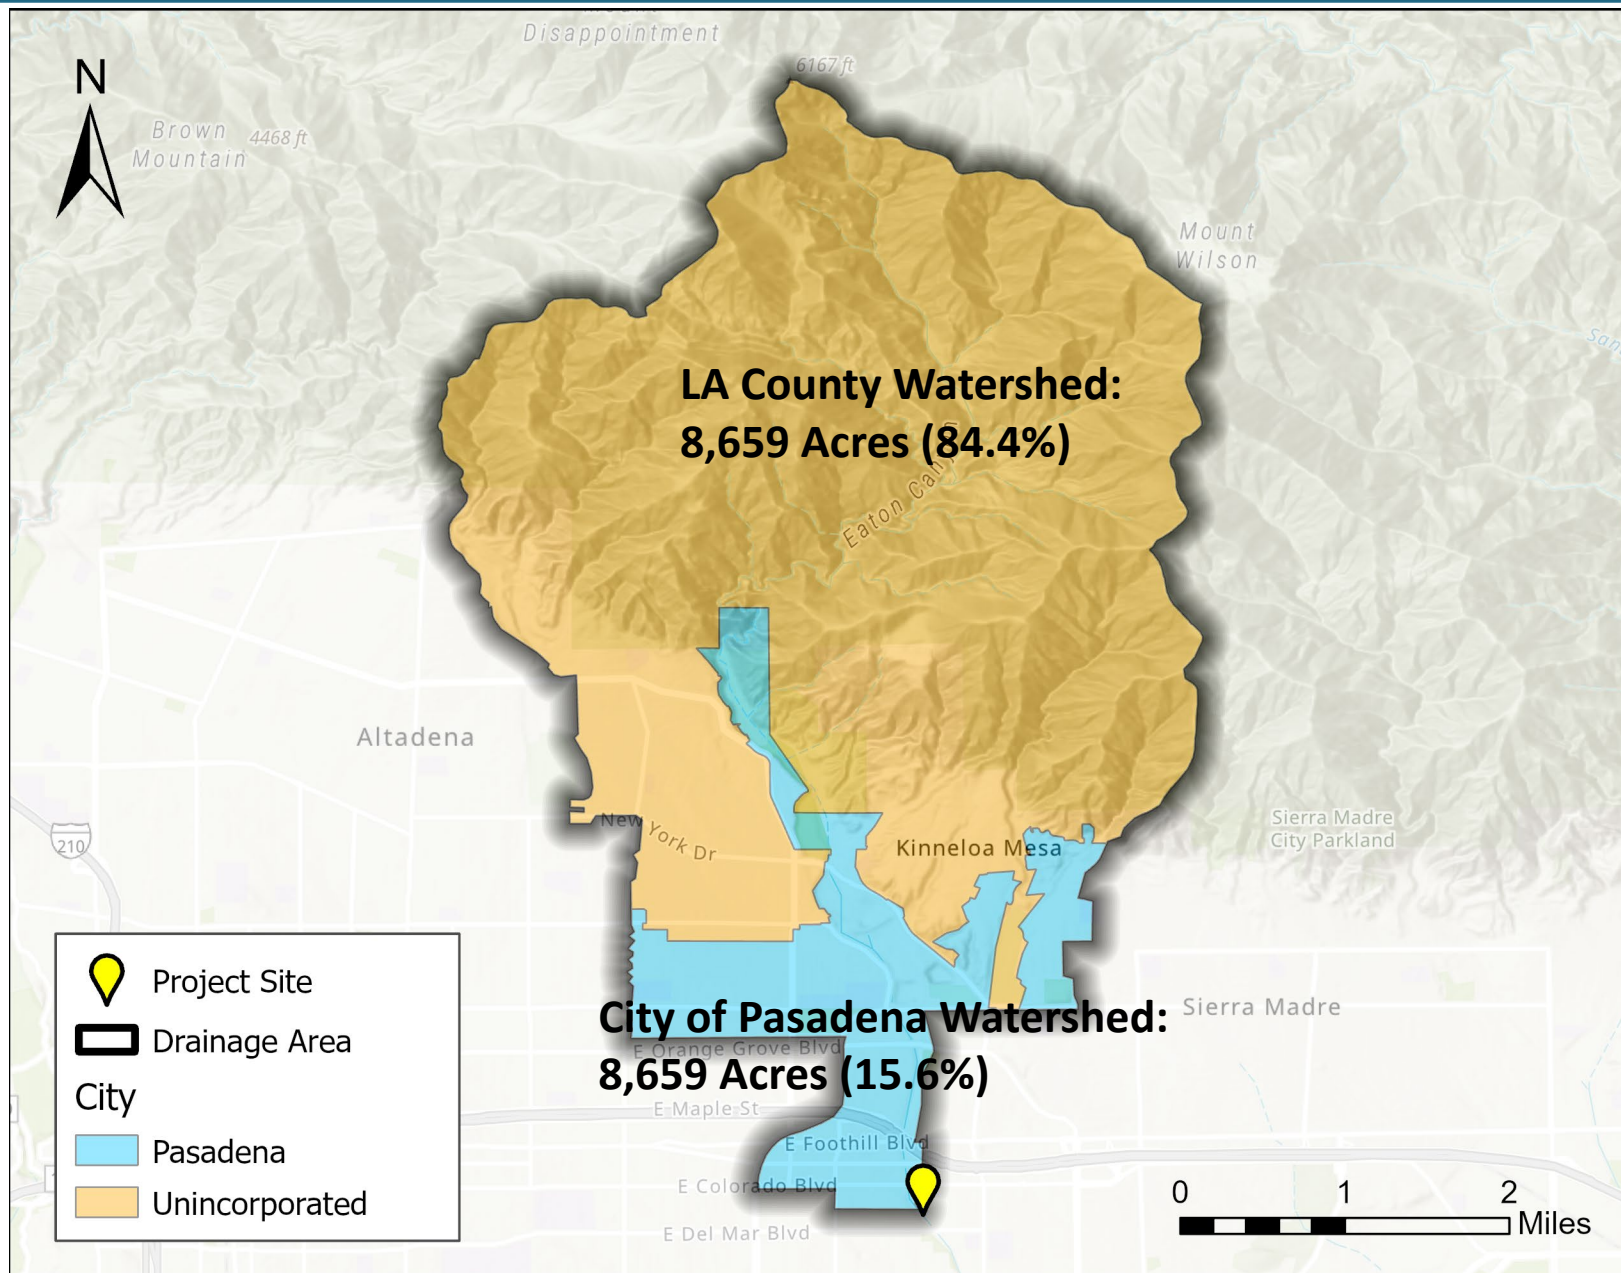 Disappointment
6167 ft
N
Brown
Mountain
4468 ft
Mount
Wilson
LA County Watershed:
8,659 Acres (84.4%)
Eaton Canyon
Altadena
210
New York Dr
Kinneloa Mesa
Sierra Madre
City Parkland
City of Pasadena Watershed:
8,659 Acres (15.6%)
Sierra Madre
E Orange Grove Blvd
E Maple St
E Foothill Blvd
E Colorado Blvd
E Del Mar Blvd
Project Site
Drainage Area
City
Pasadena
Unincorporated
0 1 2
Miles